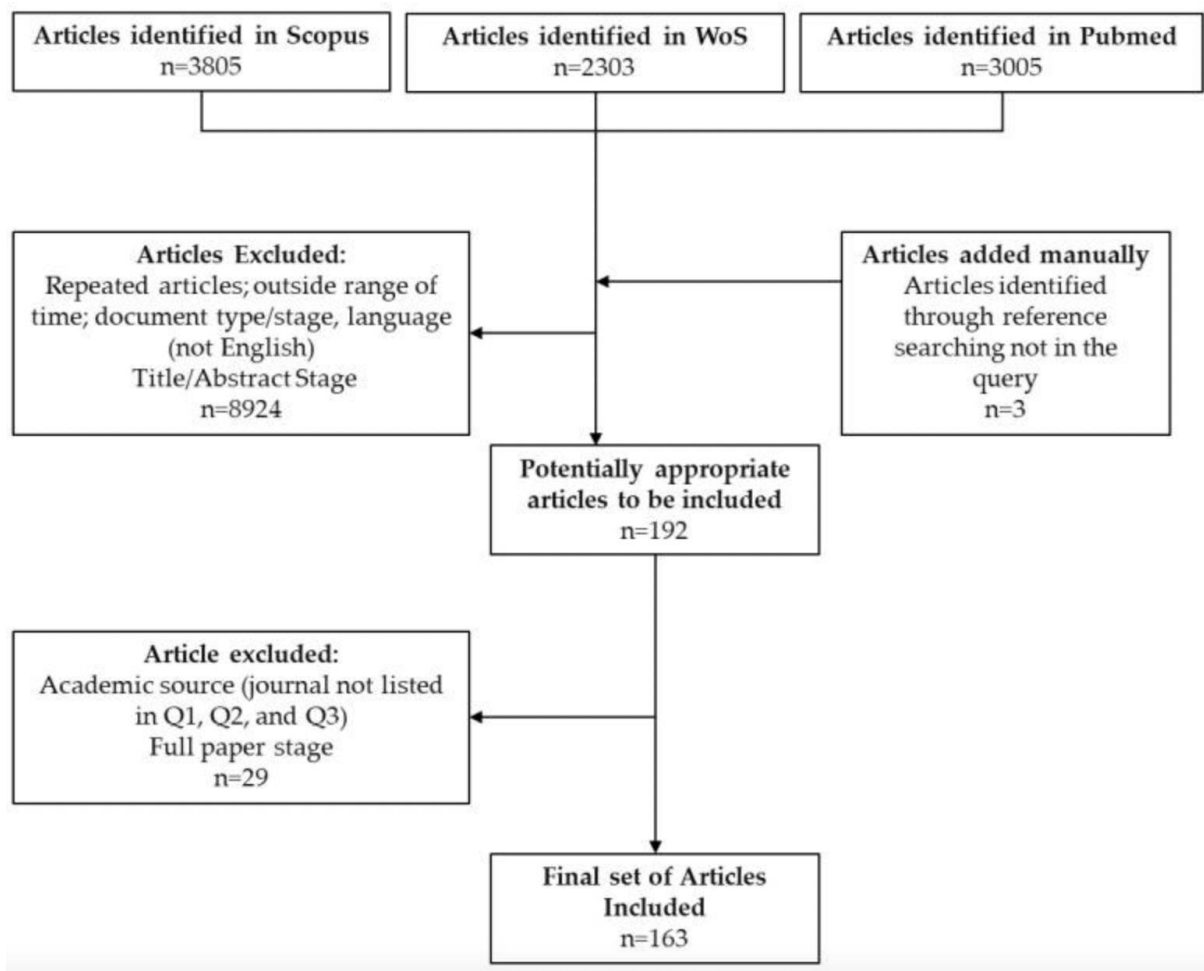 Articles identified in Scopus
n=3805
Articles identified in WoS
n=2303
Articles identified in Pubmed
n=3005
Articles Excluded:
Repeated articles; outside range of
time; document type/stage, language
(not English)
Title/Abstract Stage
n=8924
Articles added manually
Articles identified
through reference
searching not in the
query
n=3
Potentially appropriate
articles to be included
n=192
Article excluded:
Academic source (journal not listed
in Q1, Q2, and Q3)
Full paper stage
n=29
Final set of Articles
Included
n=163